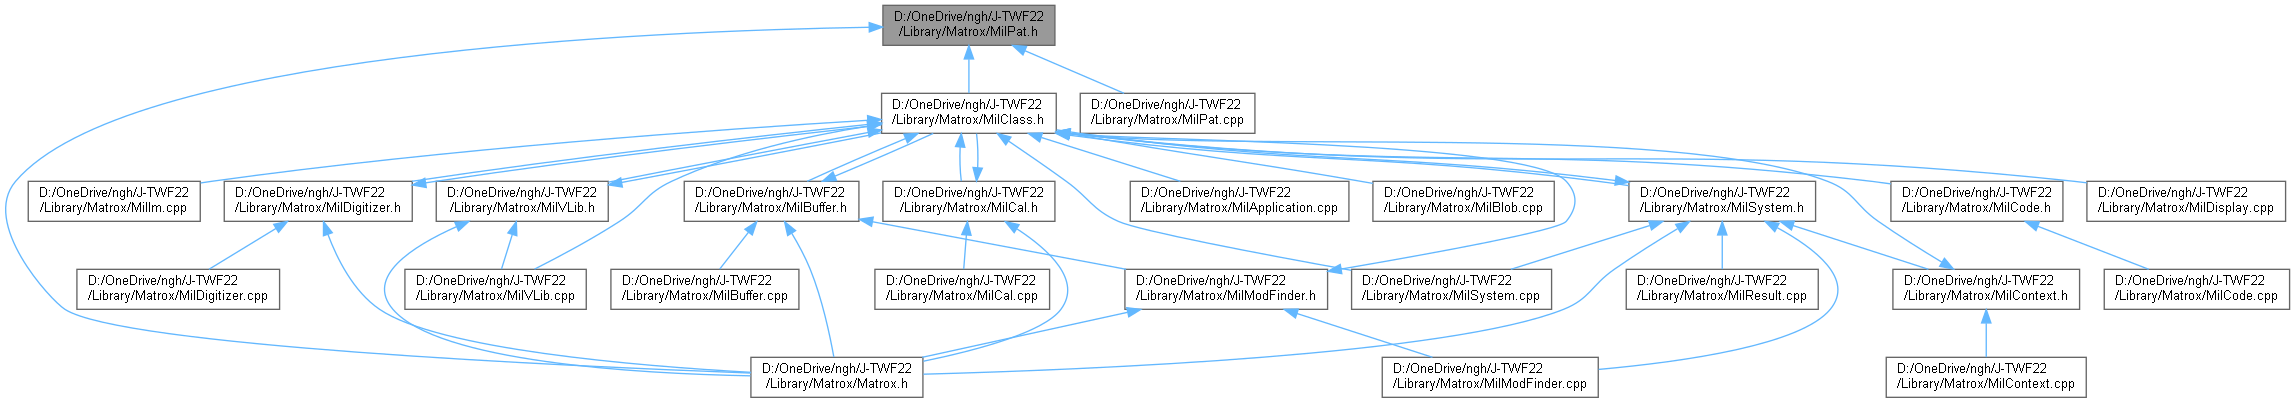 D:/OneDrive/ngh/J-TWF22
/Library/Matrox/MilPat.h
D:/OneDrive/ngh/J-TWF22
/Library/Matrox/MilClass.h
D:/OneDrive/ngh/J-TWF22
/Library/Matrox/MilPat.cpp
D:/OneDrive/ngh/J-TWF22
/Library/Matrox/MilIm.cpp
D:/OneDrive/ngh/J-TWF22
/Library/Matrox/MilDigitizer.h
D:/OneDrive/ngh/J-TWF22
/Library/Matrox/MilVLib.h
D:/OneDrive/ngh/J-TWF22
/Library/Matrox/MilBuffer.h
D:/OneDrive/ngh/J-TWF22
/Library/Matrox/MilCal.h
D:/OneDrive/ngh/J-TWF22
/Library/Matrox/MilApplication.cpp
D:/OneDrive/ngh/J-TWF22
/Library/Matrox/MilBlob.cpp
D:/OneDrive/ngh/J-TWF22
/Library/Matrox/MilSystem.h
D:/OneDrive/ngh/J-TWF22
/Library/Matrox/MilCode.h
D:/OneDrive/ngh/J-TWF22
/Library/Matrox/MilDisplay.cpp
D:/OneDrive/ngh/J-TWF22
/Library/Matrox/MilDigitizer.cpp
D:/OneDrive/ngh/J-TWF22
/Library/Matrox/MilVLib.cpp
D:/OneDrive/ngh/J-TWF22
/Library/Matrox/MilBuffer.cpp
D:/OneDrive/ngh/J-TWF22
/Library/Matrox/MilCal.cpp
D:/OneDrive/ngh/J-TWF22
/Library/Matrox/MilModFinder.h
D:/OneDrive/ngh/J-TWF22
/Library/Matrox/MilSystem.cpp
D:/OneDrive/ngh/J-TWF22
/Library/Matrox/MilResult.cpp
D:/OneDrive/ngh/J-TWF22
/Library/Matrox/MilContext.h
D:/OneDrive/ngh/J-TWF22
/Library/Matrox/MilCode.cpp
D:/OneDrive/ngh/J-TWF22
/Library/Matrox/Matrox.h
D:/OneDrive/ngh/J-TWF22
/Library/Matrox/MilModFinder.cpp
D:/OneDrive/ngh/J-TWF22
/Library/Matrox/MilContext.cpp